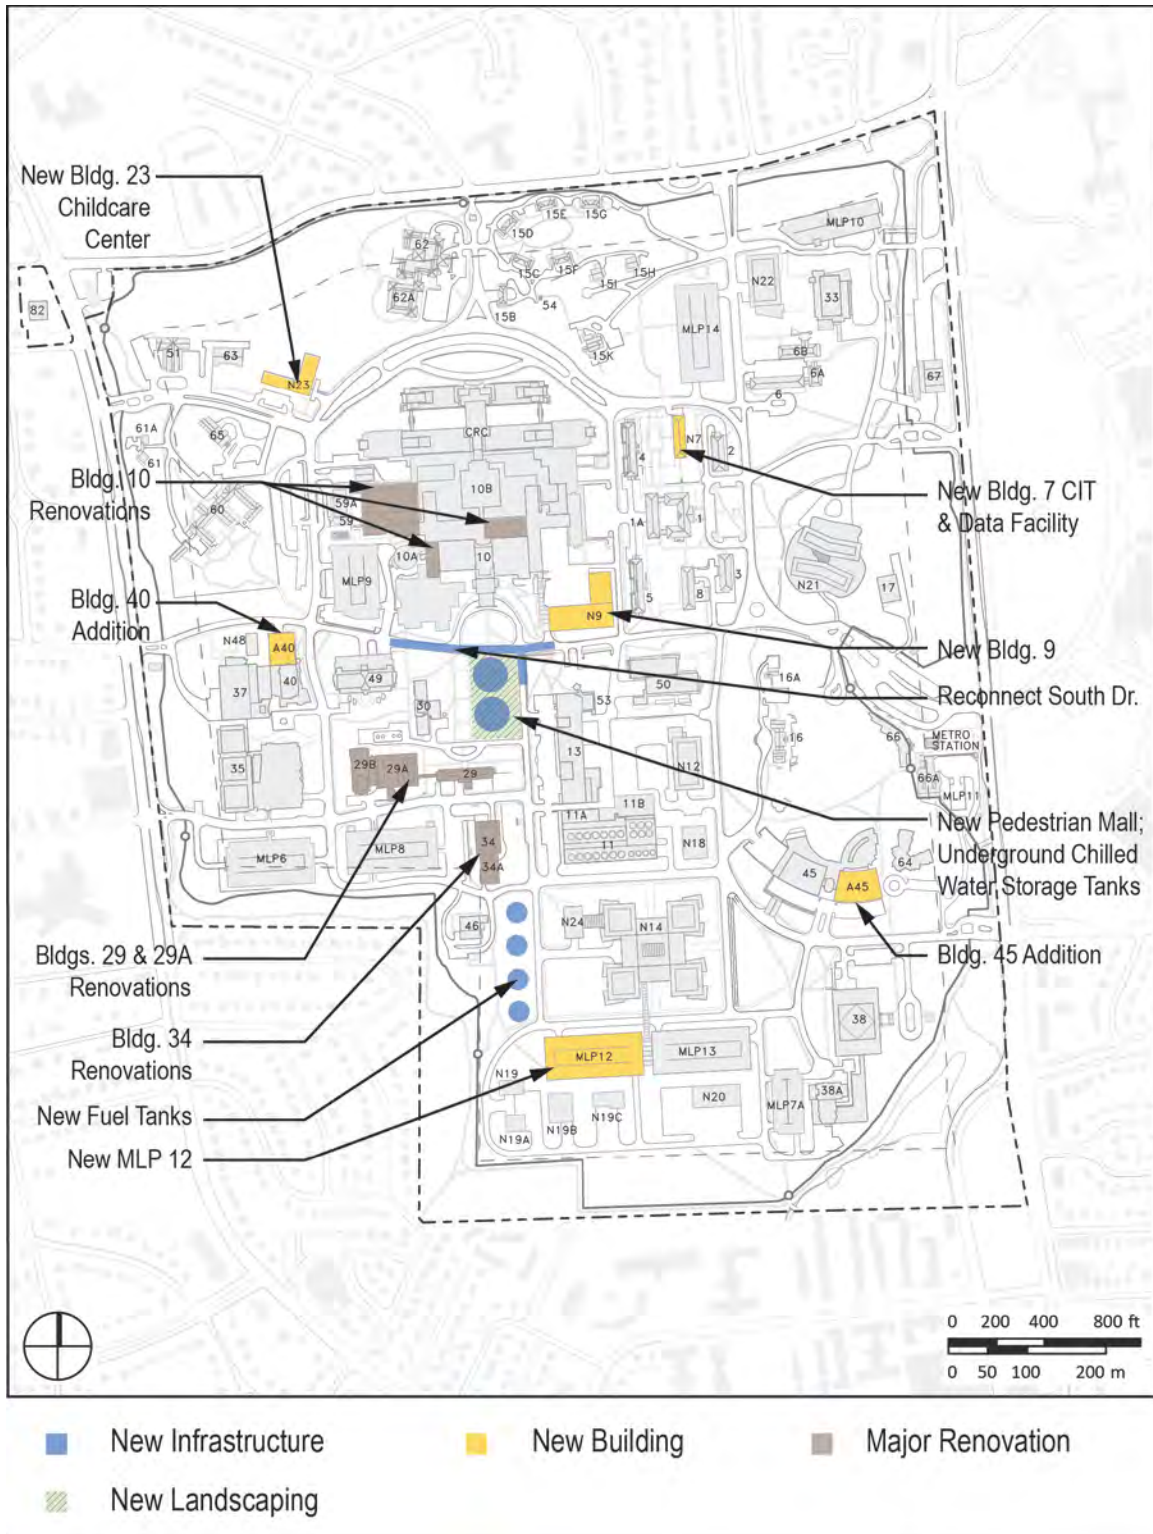 New Bldg. 23
Childcare
Center
Bldg. 10
Renovations
Bldg. 40
Addition
Bldgs. 29 & 29A
Renovations
Bldg. 34
Renovations
New Fuel Tanks
New MLP 12
New Bldg. 7 CIT
& Data Facility
New Bldg. 9
Reconnect South Dr.
New Pedestrian Mall;
Underground Chilled
Water Storage Tanks
Bldg. 45 Addition
82
51
63
N23
62
62A
15D
15E
15G
15C
15F
15I
15H
54
15B
15K
MLP10
N22
33
MLP14
6B
6A
6
67
61A
61
65
60
CRC
10B
59A
59
10A
10
MLP9
4
N7
2
1A
1
5
8
3
N9
N21
17
N48
A40
40
37
49
30
50
53
16A
16
66
METRO
STATION
66A
MLP11
35
29B
29A
29
13
N12
11A
11B
11
N18
MLP6
MLP8
34
34A
45
A45
64
46
N24
N14
38
MLP12
MLP13
N19
N19A
N19B
N19C
N20
MLP7A
38A
0 200 400 800 ft
0 50 100 200 m
New Infrastructure
New Building
Major Renovation
New Landscaping